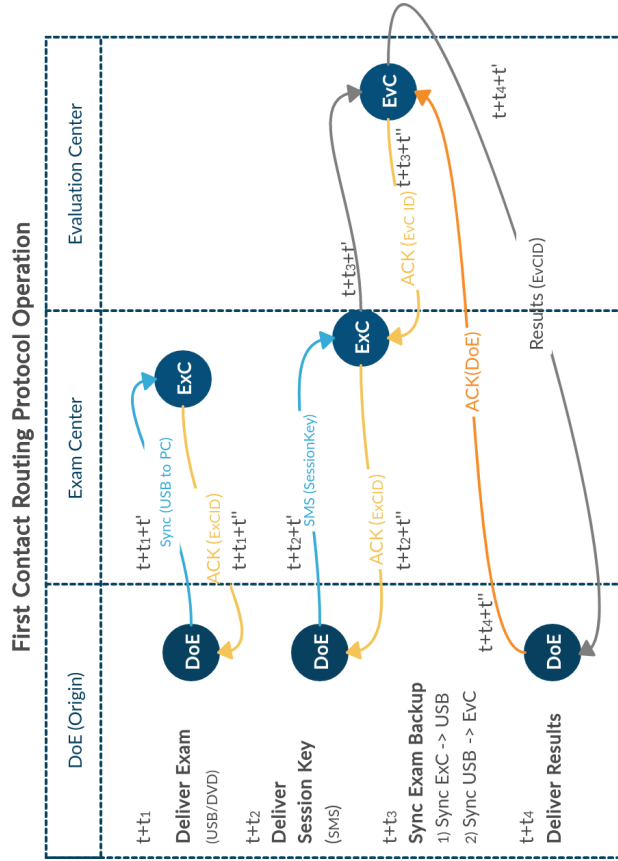 First Contact Routing Protocol Operation
DoE (Origin)
Exam Center
Evaluation Center
t+t1
Deliver Exam
(USB/DVD)
DoE
t+t1+t'
Sync (USB to PC)
ACK (ExCID)
t+t1+t''
ExC
t+t2
Deliver
Session Key
(SMS)
DoE
t+t2+t'
SMS (SessionKey)
ACK (ExCID)
t+t2+t''
ExC
t+t3
Sync Exam Backup
1) Sync ExC -> USB
2) Sync USB -> EvC
t+t3+t'
EvC
t+t3+t''
ACK (EvC ID)
t+t4
Deliver Results
DoE
t+t4+t''
ACK(DoE)
Results (EvCID)
t+t4+t'